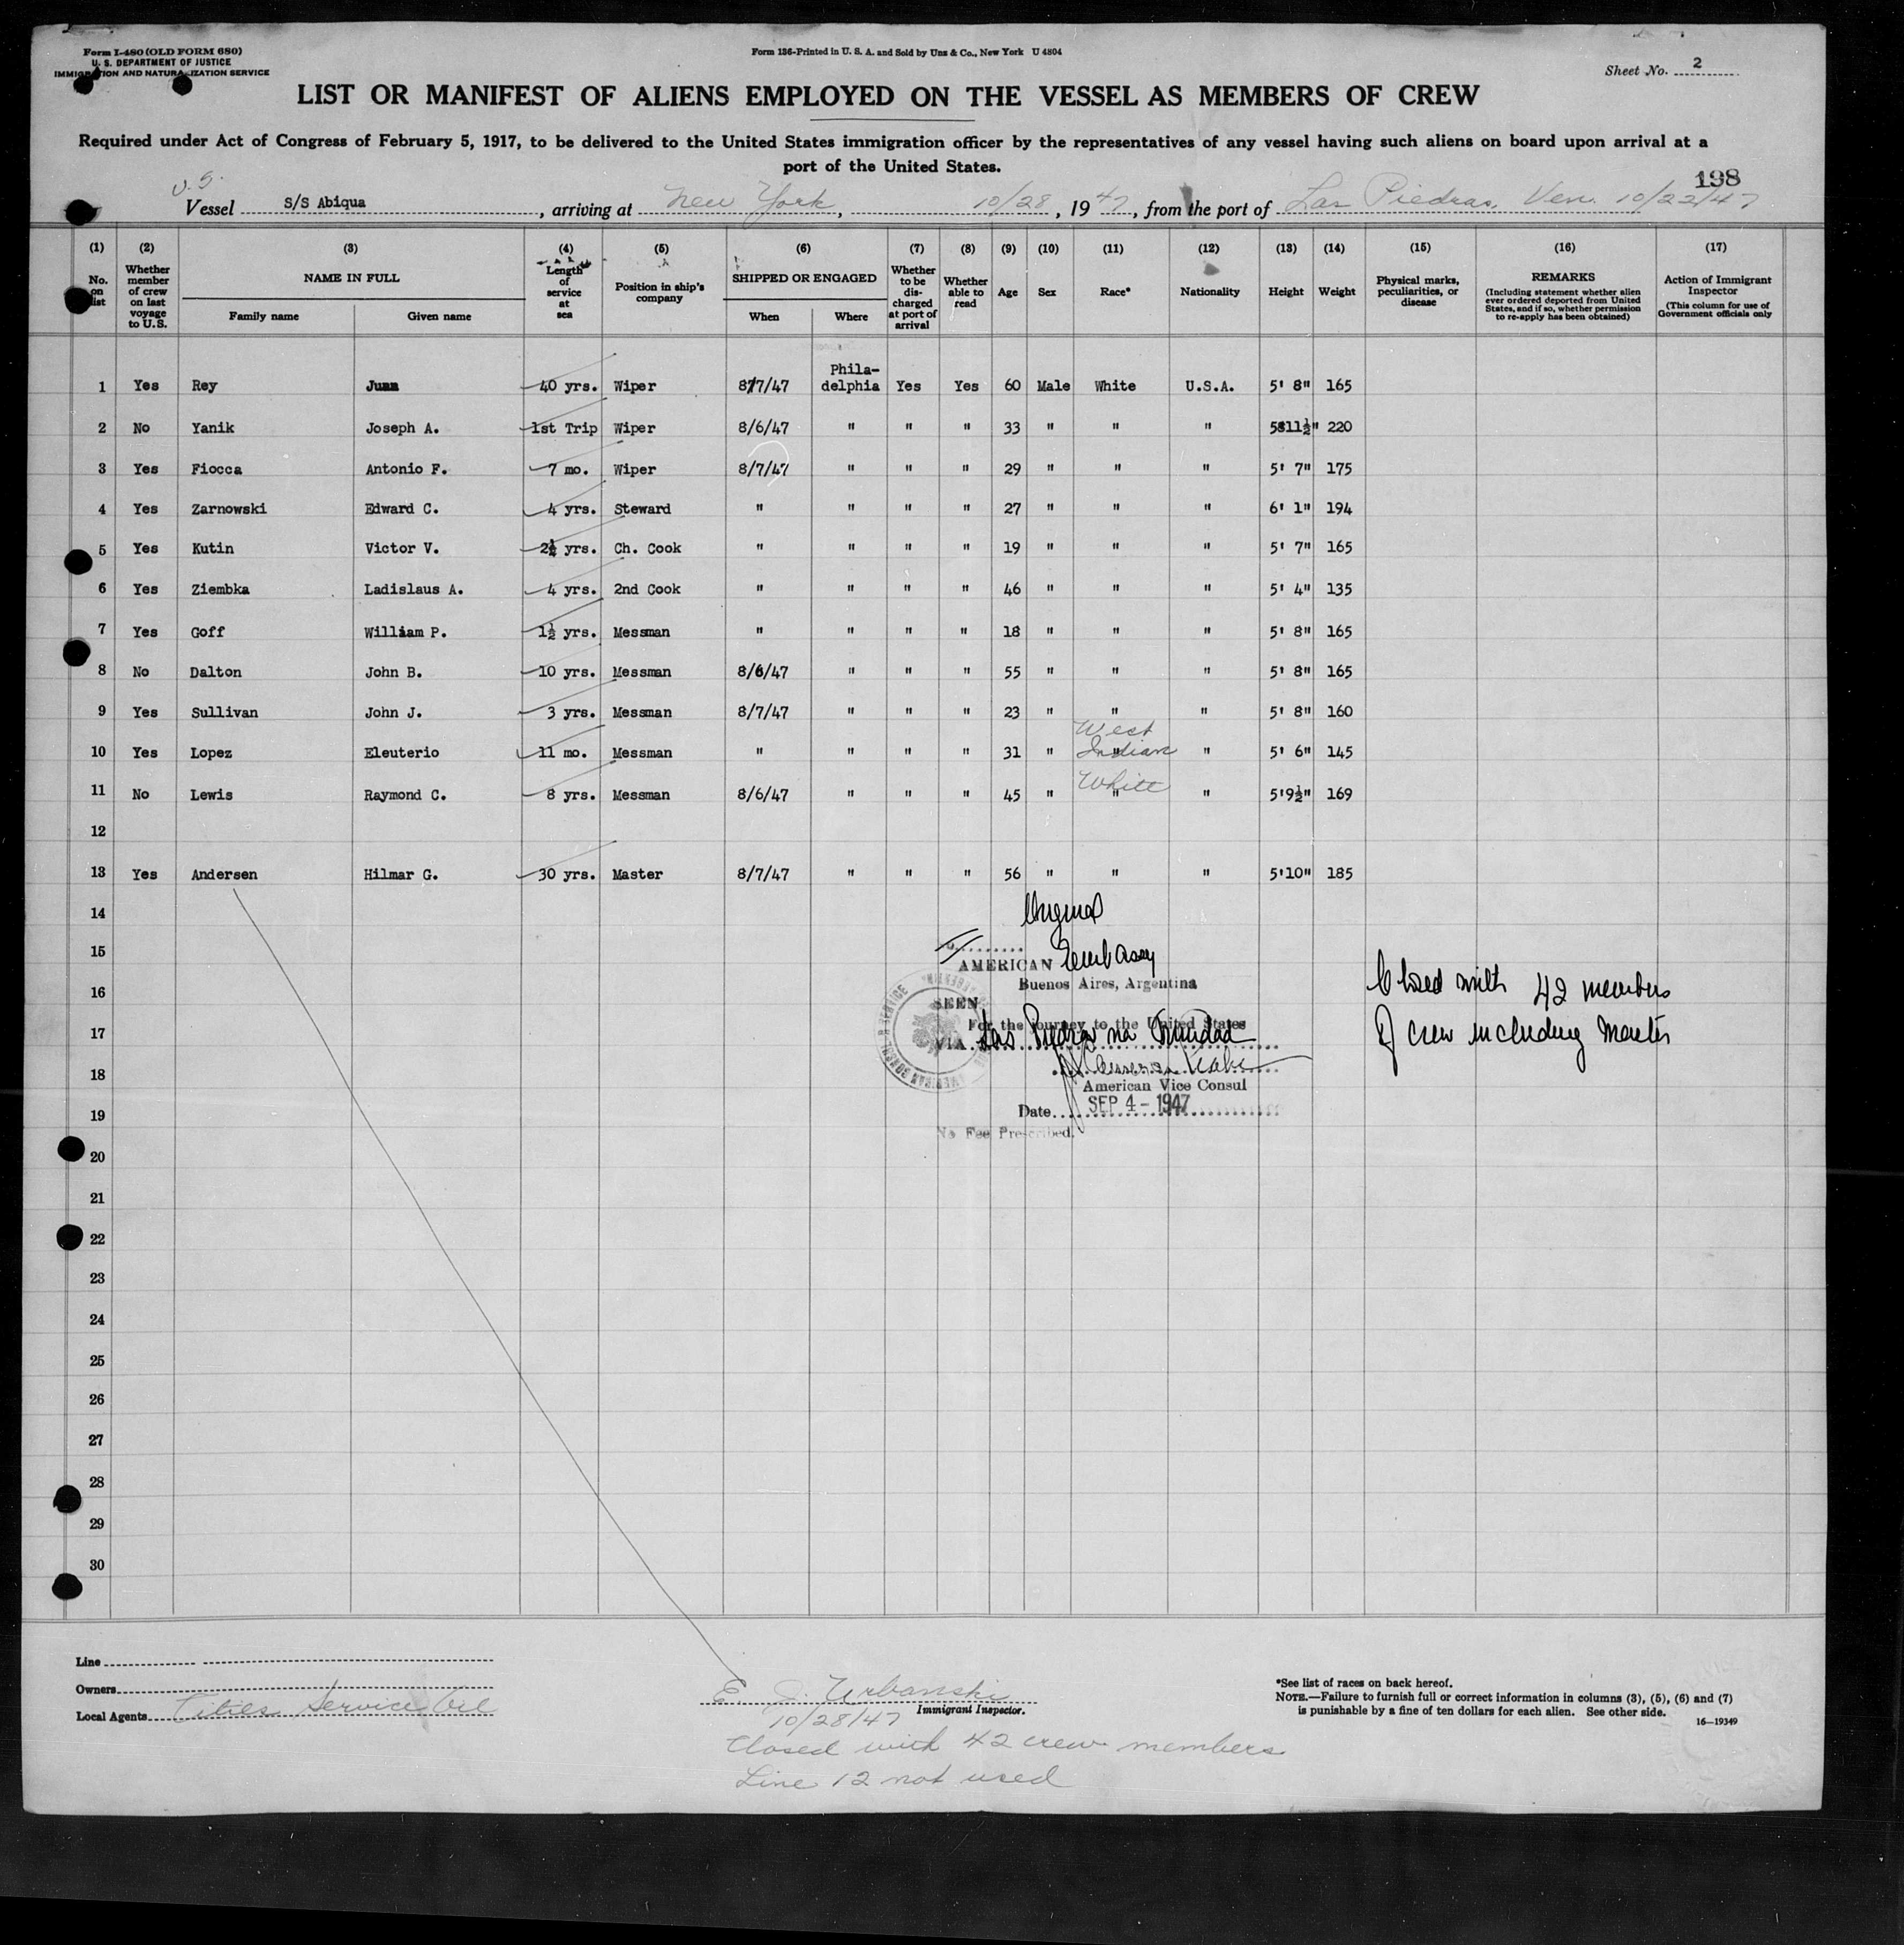 Form I-480 (OLD FORM 680)
U. S. DEPARTMENT OF JUSTICE
IMMIGRATION AND NATURALIZATION SERVICE
Form 136-Printed in U. S. A. and Sold by Unz & Co., New York U 4804
Sheet No. 2
LIST OR MANIFEST OF ALIENS EMPLOYED ON THE VESSEL AS MEMBERS OF CREW
Required under Act of Congress of February 5, 1917, to be delivered to the United States immigration officer by the representatives of any vessel having such aliens on board upon arrival at a
port of the United States.
198
U.S.
Vessel S/S Abiqua, arriving at New York, 10/28, 1947, from the port of Las Piedras, Ven. 10/22/47
(1) (2) (3) (4) (5) (6) (7) (8) (9) (10) (11) (12) (13) (14) (15) (16) (17)
No. on list
Whether member of crew on last voyage to U.S.
NAME IN FULL
Family name
Given name
Length of service at sea
Position in ship's company
SHIPPED OR ENGAGED
When
Where
Whether to be discharged at port of arrival
Whether able to read
Age
Sex
Race*
Nationality
Height
Weight
Physical marks, peculiarities, or disease
REMARKS
(Including statement whether alien ever ordered deported from United States, and if so, whether permission to re-apply has been obtained)
Action of Immigrant Inspector
(This column for use of Government officials only
1 Yes Rey Juan 40 yrs. Wiper 8/7/47 Phila-delphia Yes Yes 60 Male White U.S.A. 5' 8" 165
2 No Yanik Joseph A. 1st Trip Wiper 8/6/47 " " " 33 " " " 5'11½" 220
3 Yes Fiocca Antonio F. 7 mo. Wiper 8/7/47 " " " 29 " " " 5' 7" 175
4 Yes Zarnowski Edward C. 4 yrs. Steward " " " " 27 " " " 6' 1" 194
5 Yes Kutin Victor V. 2½ yrs. Ch. Cook " " " " 19 " " " 5' 7" 165
6 Yes Ziembka Ladislaus A. 4 yrs. 2nd Cook " " " " 46 " " " 5' 4" 135
7 Yes Goff William P. 1½ yrs. Messman " " " " 18 " " " 5' 8" 165
8 No Dalton John B. 10 yrs. Messman 8/6/47 " " " 55 " " " 5' 8" 165
9 Yes Sullivan John J. 3 yrs. Messman 8/7/47 " " " 23 " " " 5' 8" 160
10 Yes Lopez Eleuterio 11 mo. Messman " " " " 31 " West Indian " 5' 6" 145
11 No Lewis Raymond C. 8 yrs. Messman 8/6/47 " " " 45 " White " 5'9½" 169
12
13 Yes Andersen Hilmar G. 30 yrs. Master 8/7/47 " " " 56 " " " 5'10" 185
14 Original
15
AMERICAN Embassy
Buenos Aires, Argentina
16
SEEN
For the journey to the United States
17
VIA Las Piedras via Trinidad
18
American Vice Consul
19
Date SEP 4 - 1947
No Fee Prescribed.
Closed with 42 members
of crew including Master
20
21
22
23
24
25
26
27
28
29
30
Line
Owners
Local Agents Cities Service Oil
E. J. Urbanski
10/28/47 Immigrant Inspector.
Closed with 42 crew members
Line 12 not used
*See list of races on back hereof.
NOTE.—Failure to furnish full or correct information in columns (3), (5), (6) and (7)
is punishable by a fine of ten dollars for each alien. See other side.
16—19349